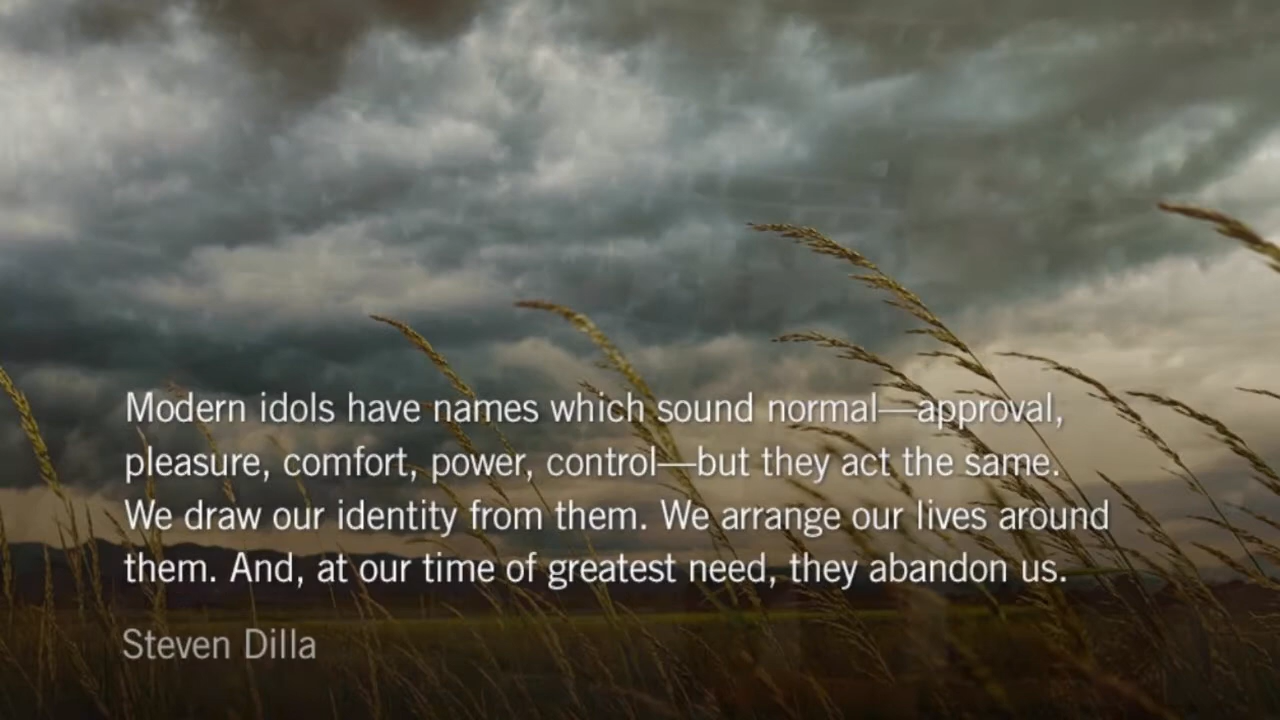 Modern idols have names which sound normal—approval,
pleasure, comfort, power, control—but they act the same.
We draw our identity from them. We arrange our lives around
them. And, at our time of greatest need, they abandon us.
Steven Dilla